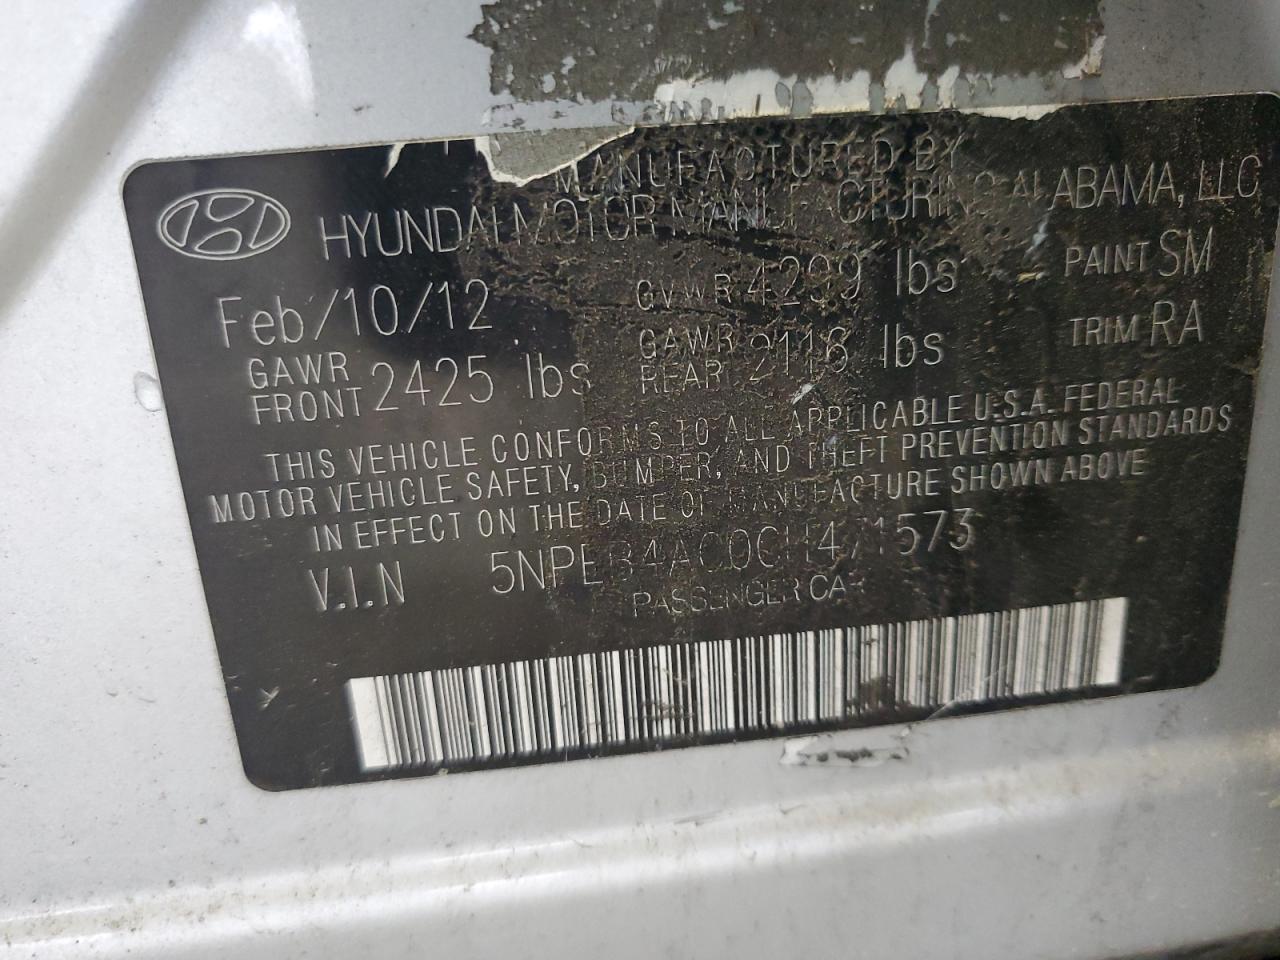 MANUFACTURED BY
HYUNDAI MOTOR MANUFACTURING ALABAMA, LLC
Feb/10/12 GVWR 4299 lbs PAINT SM
GAWR FRONT 2425 lbs GAWR REAR 2116 lbs TRIM RA
THIS VEHICLE CONFORMS TO ALL APPLICABLE U.S.A. FEDERAL
MOTOR VEHICLE SAFETY, BUMPER, AND THEFT PREVENTION STANDARDS
IN EFFECT ON THE DATE OF MANUFACTURE SHOWN ABOVE
V.I.N 5NPEB4AC0CH471573
PASSENGER CAR